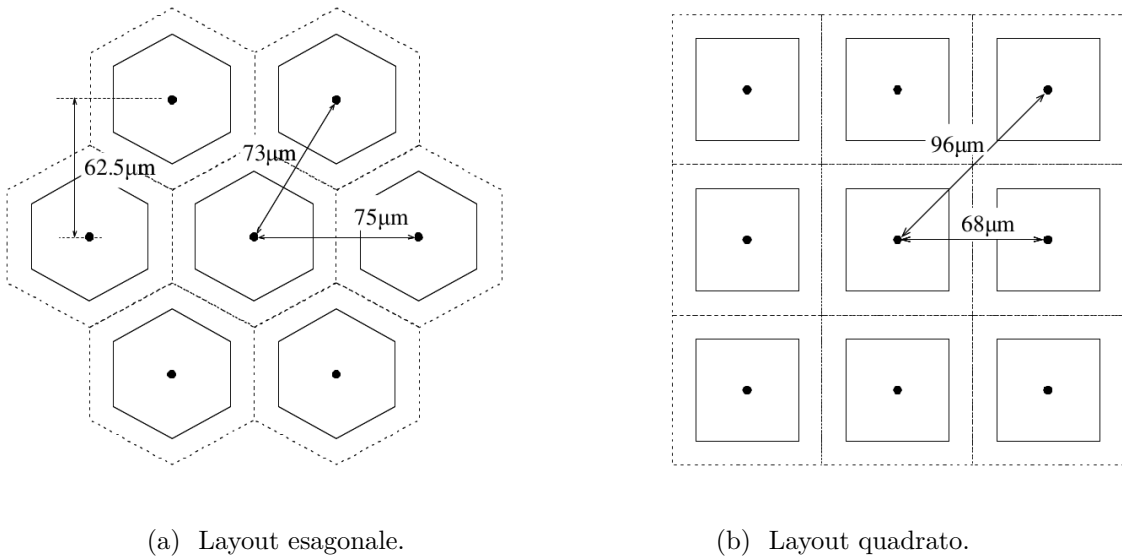 62.5μm
73μm
75μm
96μm
68μm
(a) Layout esagonale.
(b) Layout quadrato.